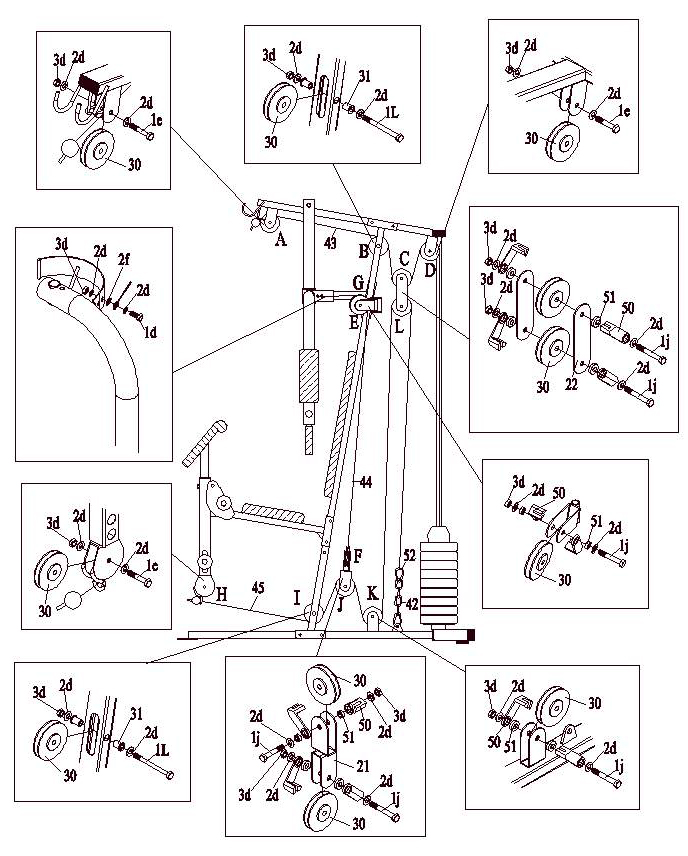 3d 2d
2d
1e
30
2d
3d
31
2d
1L
30
3d 2d
2d
1e
30
A
43
B
C
D
G
E
L
3d
2d 2f
2d
1d
3d 2d
3d 2d
51 50
2d
1j
2d
1j
30 22
44
F
52
42
H
45
I
J
K
3d 2d
2d
1e
30
3d 2d 50
51 2d
1j
30
3d 2d
31
2d
1L
30
30
3d
2d
50
51
2d
1j
21
3d 2d
2d
1j
30
3d 2d
30
50 51
2d
1j